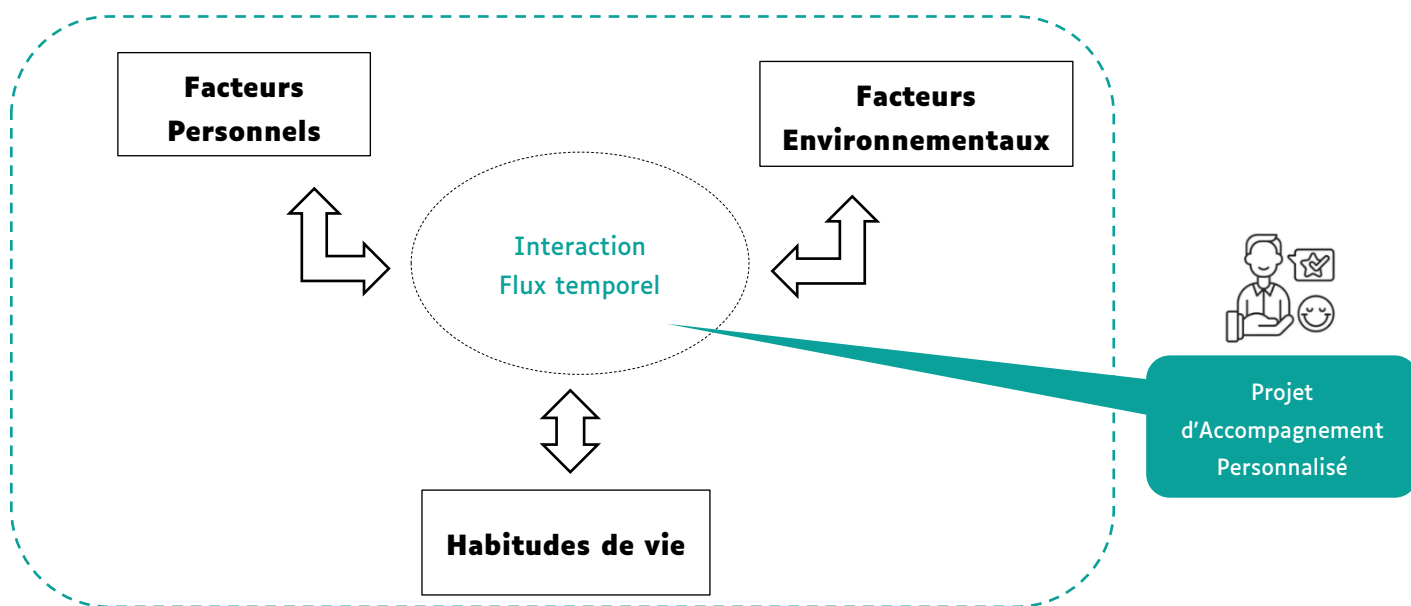 Facteurs
Personnels
Facteurs
Environnementaux
Interaction
Flux temporel
Projet
d'Accompagnement
Personnalisé
Habitudes de vie